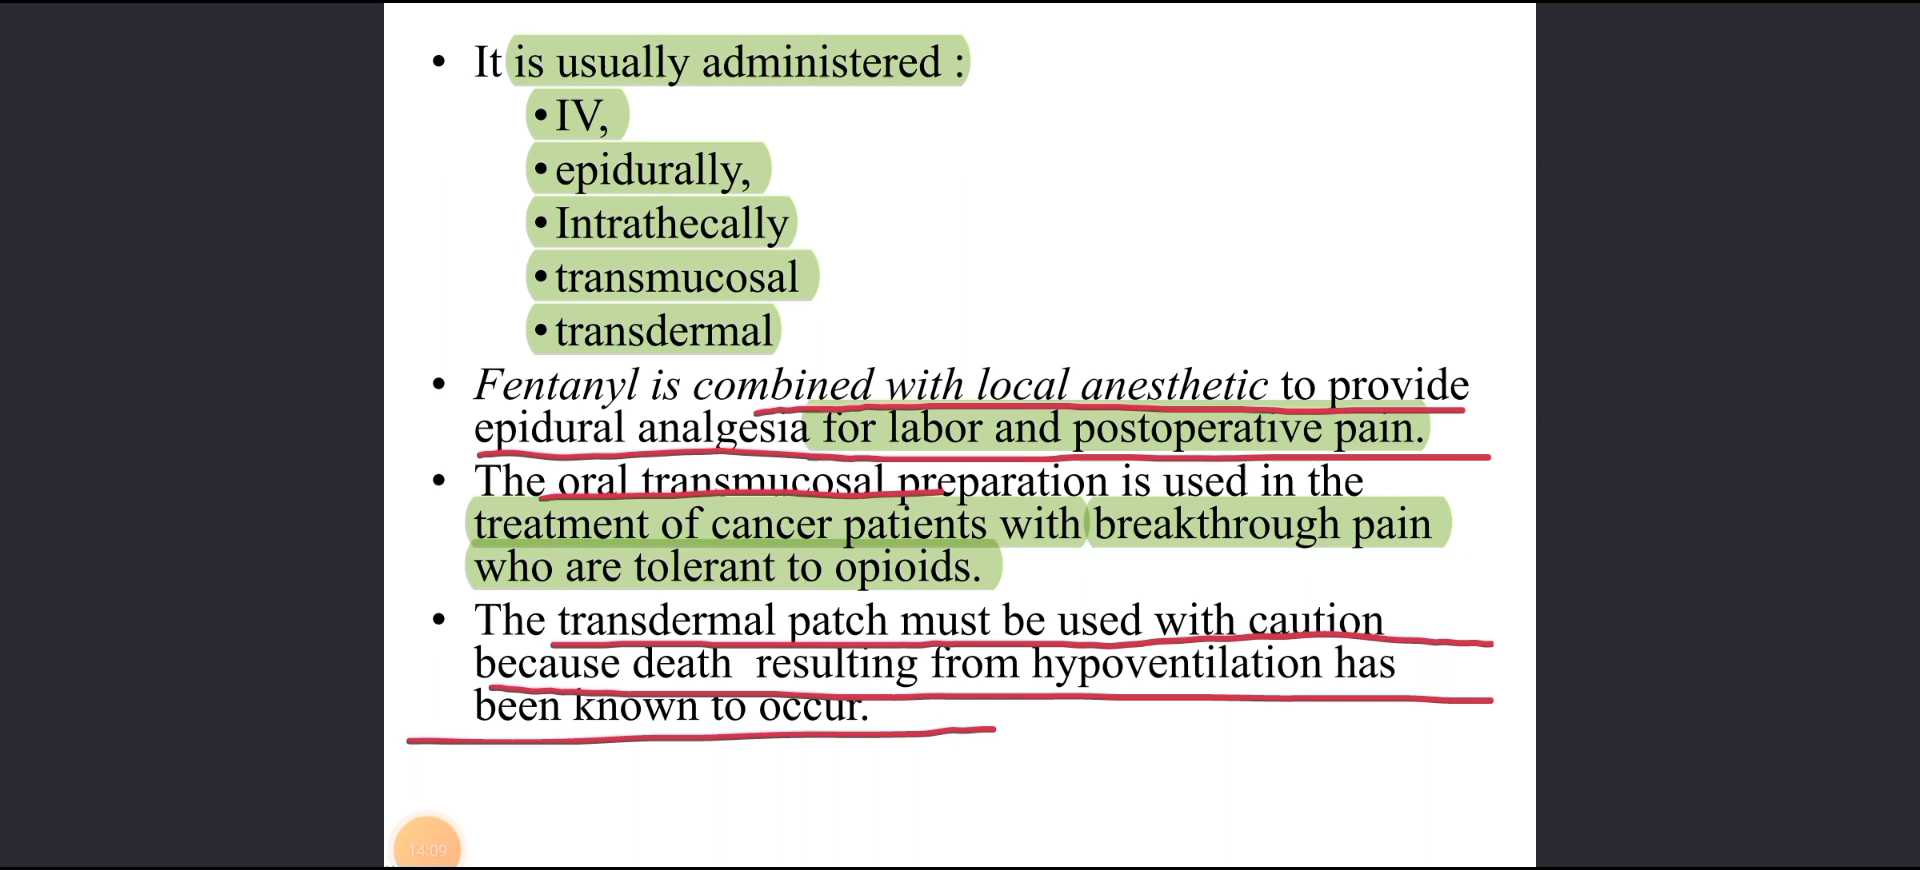 • It is usually administered :
• IV,
• epidurally,
• Intrathecally
• transmucosal
• transdermal
• Fentanyl is combined with local anesthetic to provide
epidural analgesia for labor and postoperative pain.
• The oral transmucosal preparation is used in the
treatment of cancer patients with breakthrough pain
who are tolerant to opioids.
• The transdermal patch must be used with caution
because death  resulting from hypoventilation has
been known to occur.
14:09